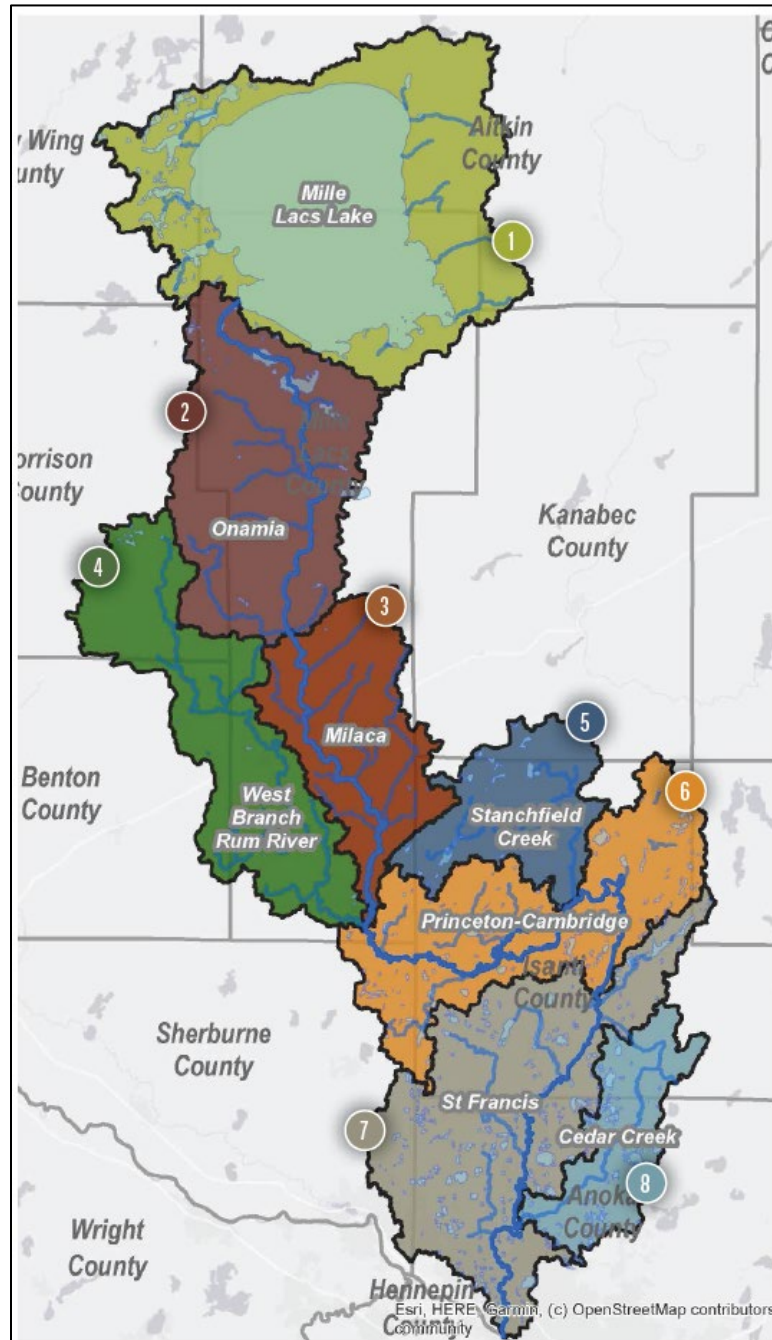 Wing
Aitkin
County
Mille
Lacs Lake
1
2
County
Onamia
County
Kanabec
County
4
3
5
Milaca
Benton
County
West
Branch
Rum River
Stanchfield
Creek
6
Princeton-Cambridge
Isanti
County
Sherburne
County
St Francis
7
Cedar Creek
8
Anoka
County
Wright
County
Hennepin
County
Esri, HERE, Garmin, (c) OpenStreetMap contributors
community